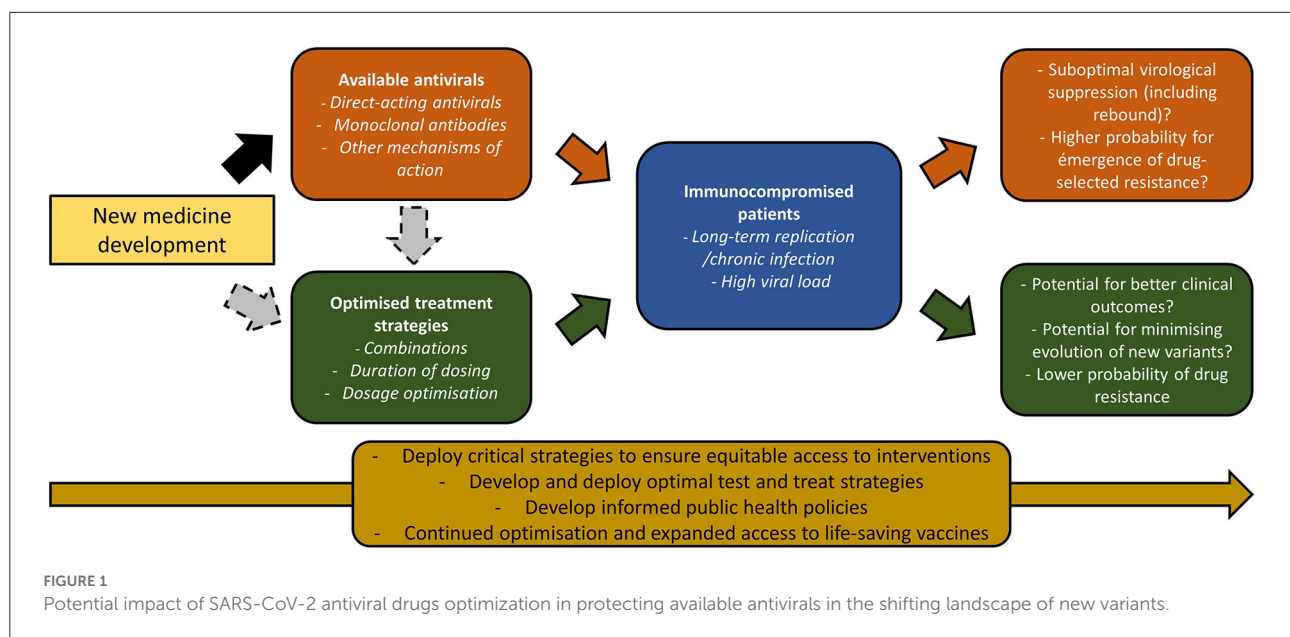 New medicine
development
Available antivirals
- Direct-acting antivirals
- Monoclonal antibodies
- Other mechanisms of
action
Optimised treatment
strategies
- Combinations
- Duration of dosing
- Dosage optimisation
Immunocompromised
patients
- Long-term replication
/chronic infection
- High viral load
- Suboptimal virological
suppression (including
rebound)?
- Higher probability for
émergence of drug-
selected resistance?
- Potential for better clinical
outcomes?
- Potential for minimising
evolution of new variants?
- Lower probability of drug
resistance
- Deploy critical strategies to ensure equitable access to interventions
- Develop and deploy optimal test and treat strategies
- Develop informed public health policies
- Continued optimisation and expanded access to life-saving vaccines
FIGURE 1
Potential impact of SARS-CoV-2 antiviral drugs optimization in protecting available antivirals in the shifting landscape of new variants.